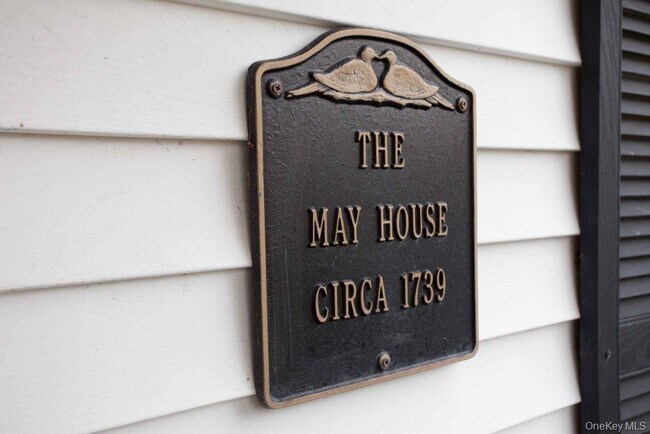 THE
MAY HOUSE
CIRCA 1739
OneKey MLS